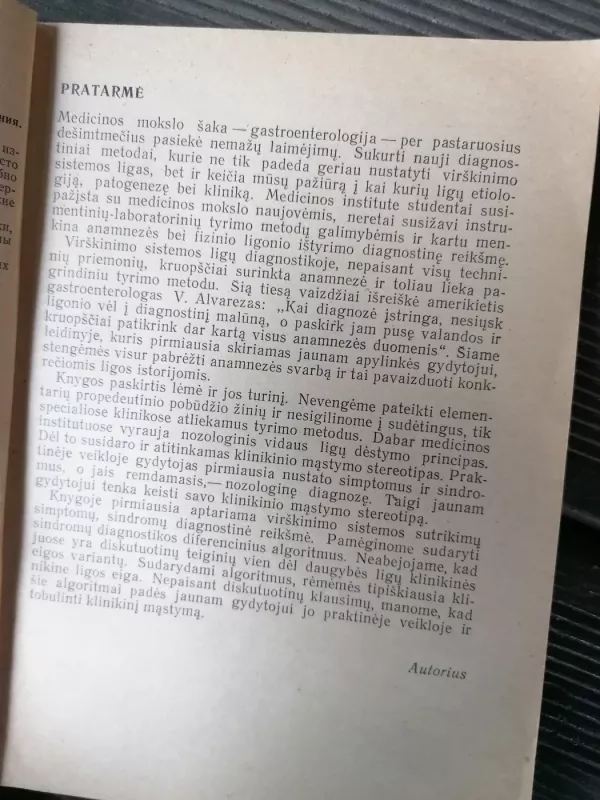 ния.
из-
сто
бно
ер-
ские
ки,
ны
ых
PRATARMĖ
Medicinos mokslo šaka — gastroenterologija — per pastaruosius
dešimtmečius pasiekė nemažų laimėjimų. Sukurti nauji diagnos-
tiniai metodai, kurie ne tik padeda geriau nustatyti virškinimo
sistemos ligas, bet ir keičia mūsų pažiūrą į kai kurių ligų etiolo-
giją, patogenezę bei kliniką. Medicinos institute studentai susi-
pažįsta su medicinos mokslo naujovėmis, neretai susižavi instru-
mentinių-laboratorinių tyrimo metodų galimybėmis ir kartu men-
kina anamnezės bei fizinio ligonio ištyrimo diagnostinę reikšmę.
Virškinimo sistemos ligų diagnostikoje, nepaisant visų techni-
nių priemonių, kruopščiai surinkta anamnezė ir toliau lieka pa-
grindiniu tyrimo metodu. Šią tiesą vaizdžiai išreiškė amerikietis
gastroenterologas V. Alvarezas: „Kai diagnozė įstringa, nesiųsk
ligonio vėl į diagnostinį malūną, o paskirk jam pusę valandos ir
kruopščiai patikrink dar kartą visus anamnezės duomenis“. Šiame
leidinyje, kuris pirmiausia skiriamas jaunam apylinkės gydytojui,
stengėmės visur pabrėžti anamnezės svarbą ir tai pavaizduoti konk-
rečiomis ligos istorijomis.
Knygos paskirtis lėmė ir jos turinį. Nevengėme pateikti elemen-
tarių propedeutinio pobūdžio žinių ir nesigilinome į sudėtingus, tik
specialiose klinikose atliekamus tyrimo metodus. Dabar medicinos
institutuose vyrauja nozologinis vidaus ligų dėstymo principas.
Dėl to susidaro ir atitinkamas klinikinio mąstymo stereotipas. Prak-
tinėje veikloje gydytojas pirmiausia nustato simptomus ir sindro-
mus, o jais remdamasis,— nozologinę diagnozę. Taigi jaunam
gydytojui tenka keisti savo klinikinio mąstymo stereotipą.
Knygoje pirmiausia aptariama virškinimo sistemos sutrikimų
simptomų, sindromų diagnostinė reikšmė. Pamėginome sudaryti
sindromų diagnostikos diferencinius algoritmus. Neabejojame, kad
juose yra diskutuotinų teiginių vien dėl daugybės ligų klinikinės
eigos variantų. Sudarydami algoritmus, rėmėmės tipiškiausia kli-
nikine ligos eiga. Nepaisant diskutuotinų klausimų, manome, kad
šie algoritmai padės jaunam gydytojui jo praktinėje veikloje ir
tobulinti klinikinį mąstymą.
Autorius